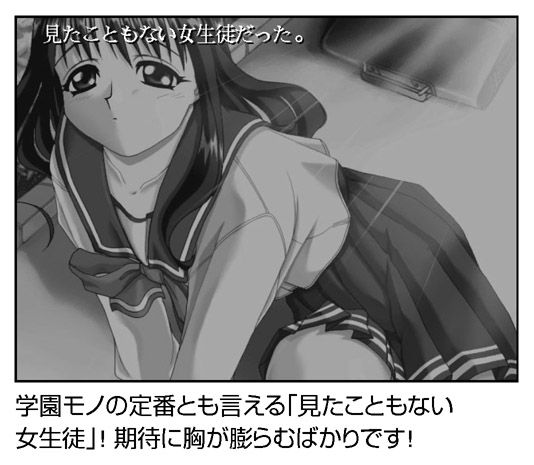 見たこともない女生徒だった。
学園モノの定番とも言える「見たこともない
女生徒」！期待に胸が膨らむばかりです！